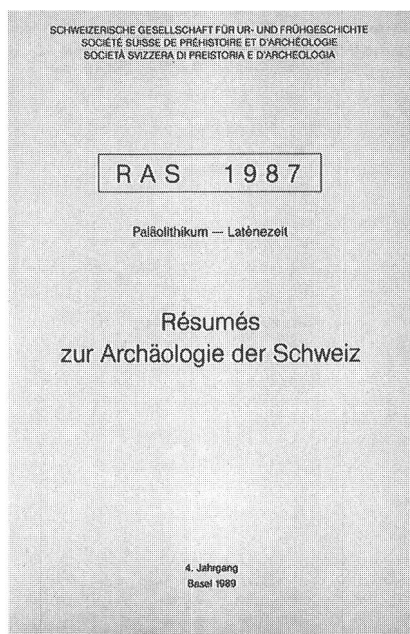 SCHWEIZERISCHE GESELLSCHAFT FÜR UR- UND FRÜHGESCHICHTE
SOCIÉTÉ SUISSE DE PRÉHISTOIRE ET D'ARCHÉOLOGIE
SOCIETÀ SVIZZERA DI PREISTORIA E D'ARCHEOLOGIA
RAS 1987
Paläolithikum — Latènezeit
Résumés
zur Archäologie der Schweiz
4. Jahrgang
Basel 1989